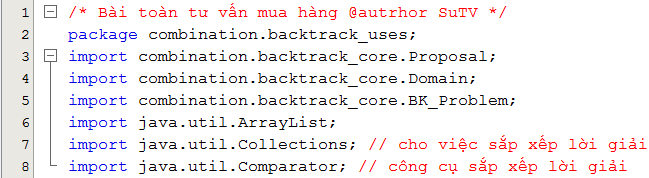 1 /* Bài toàn tư vấn mua hàng @autrhor SuTV */
2 package combination.backtrack_uses;
3 import combination.backtrack_core.Proposal;
4 import combination.backtrack_core.Domain;
5 import combination.backtrack_core.BK_Problem;
6 import java.util.ArrayList;
7 import java.util.Collections; // cho việc sắp xếp lời giải
8 import java.util.Comparator; // công cụ sắp xếp lời giải